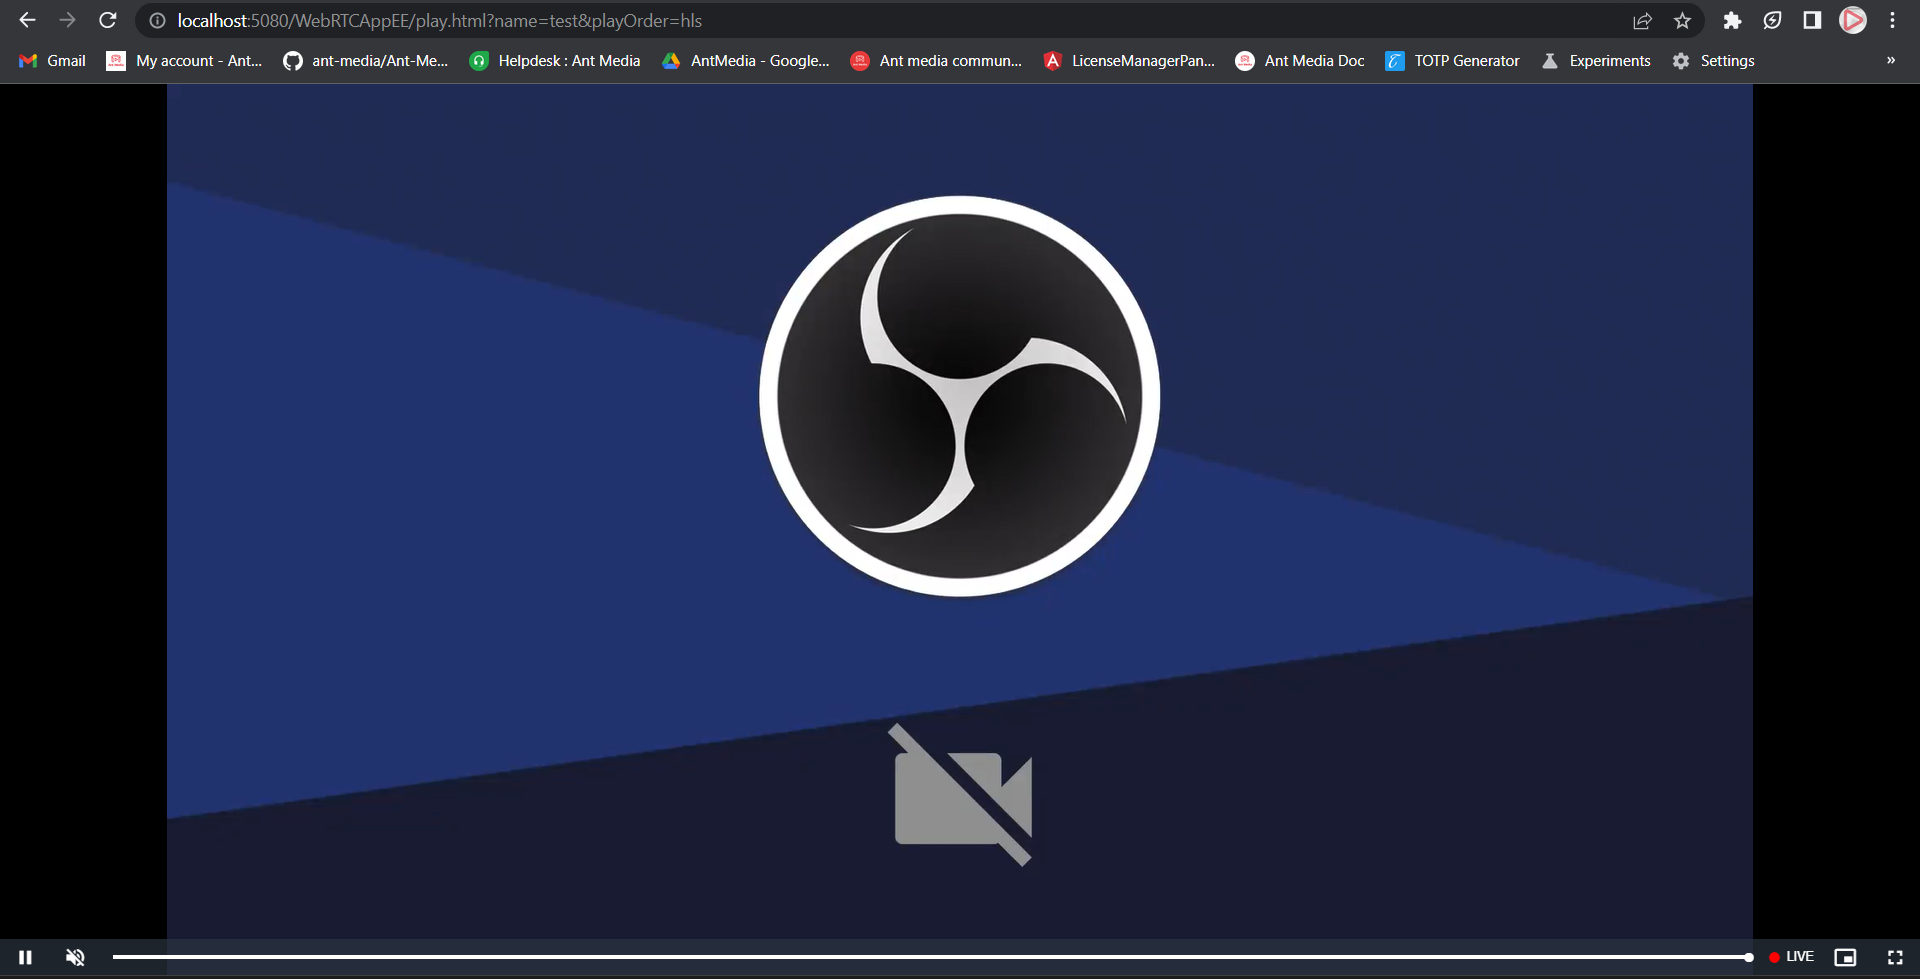 localhost:5080/WebRTCAppEE/play.html?name=test&playOrder=hls
Gmail My account - Ant... ant-media/Ant-Me... Helpdesk : Ant Media AntMedia - Google... Ant media commun... LicenseManagerPan... Ant Media Doc TOTP Generator Experiments Settings »
LIVE